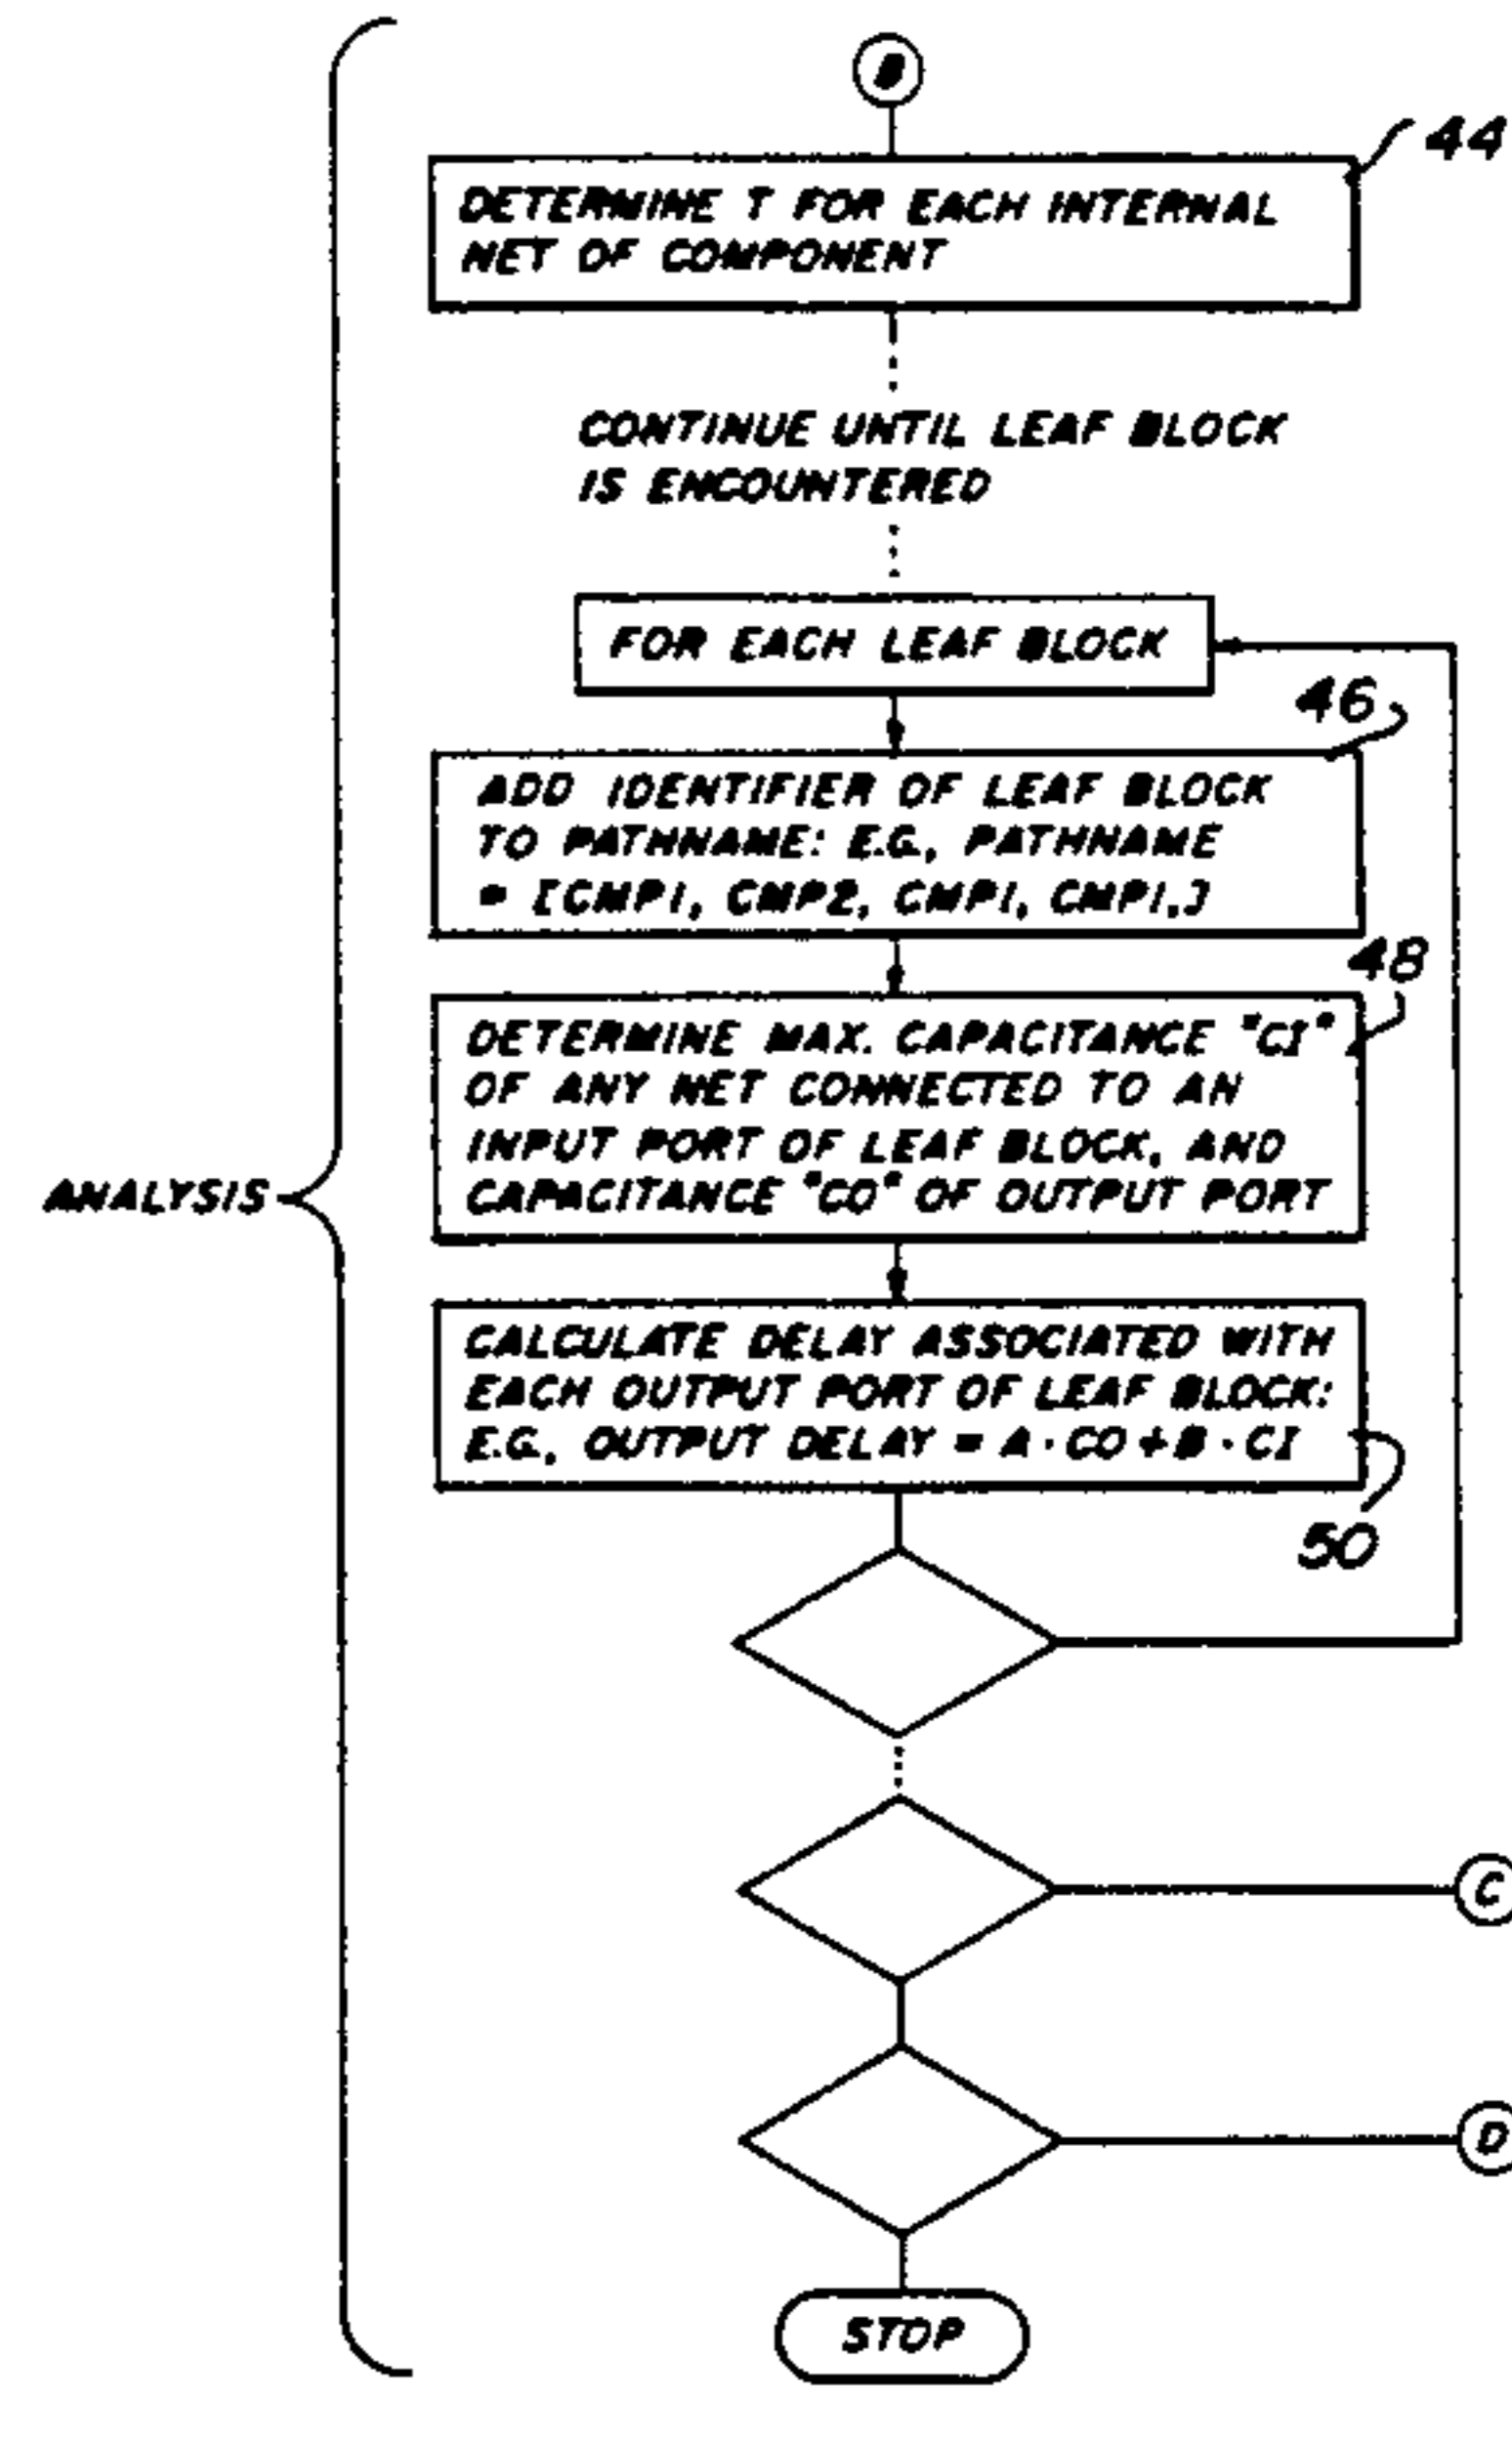 B
44
DETERMINE T FOR EACH INTERNAL
NET OF COMPONENT
CONTINUE UNTIL LEAF BLOCK
IS ENCOUNTERED
FOR EACH LEAF BLOCK
46
ADD IDENTIFIER OF LEAF BLOCK
TO PATHNAME: E.G., PATHNAME
= [CMP1, CMP2, CMP1, CMP1,]
48
DETERMINE MAX. CAPACITANCE "CI"
OF ANY NET CONNECTED TO AN
INPUT PORT OF LEAF BLOCK, AND
CAPACITANCE "CO" OF OUTPUT PORT
ANALYSIS
CALCULATE DELAY ASSOCIATED WITH
EACH OUTPUT PORT OF LEAF BLOCK:
E.G., OUTPUT DELAY = A · CO + B · CI
50
C
D
STOP